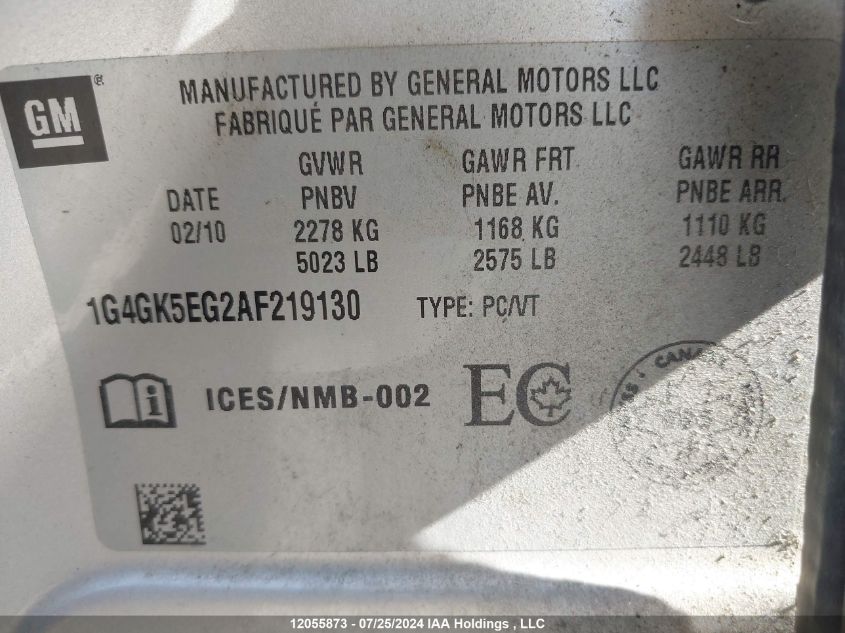 GM®
MANUFACTURED BY GENERAL MOTORS LLC
FABRIQUÉ PAR GENERAL MOTORS LLC
GVWR GAWR FRT GAWR RR
DATE PNBV PNBE AV. PNBE ARR.
02/10 2278 KG 1168 KG 1110 KG
5023 LB 2575 LB 2448 LB
1G4GK5EG2AF219130 TYPE: PC/VT
i ICES/NMB-002 EC
CANA
12055873 - 07/25/2024 IAA Holdings , LLC